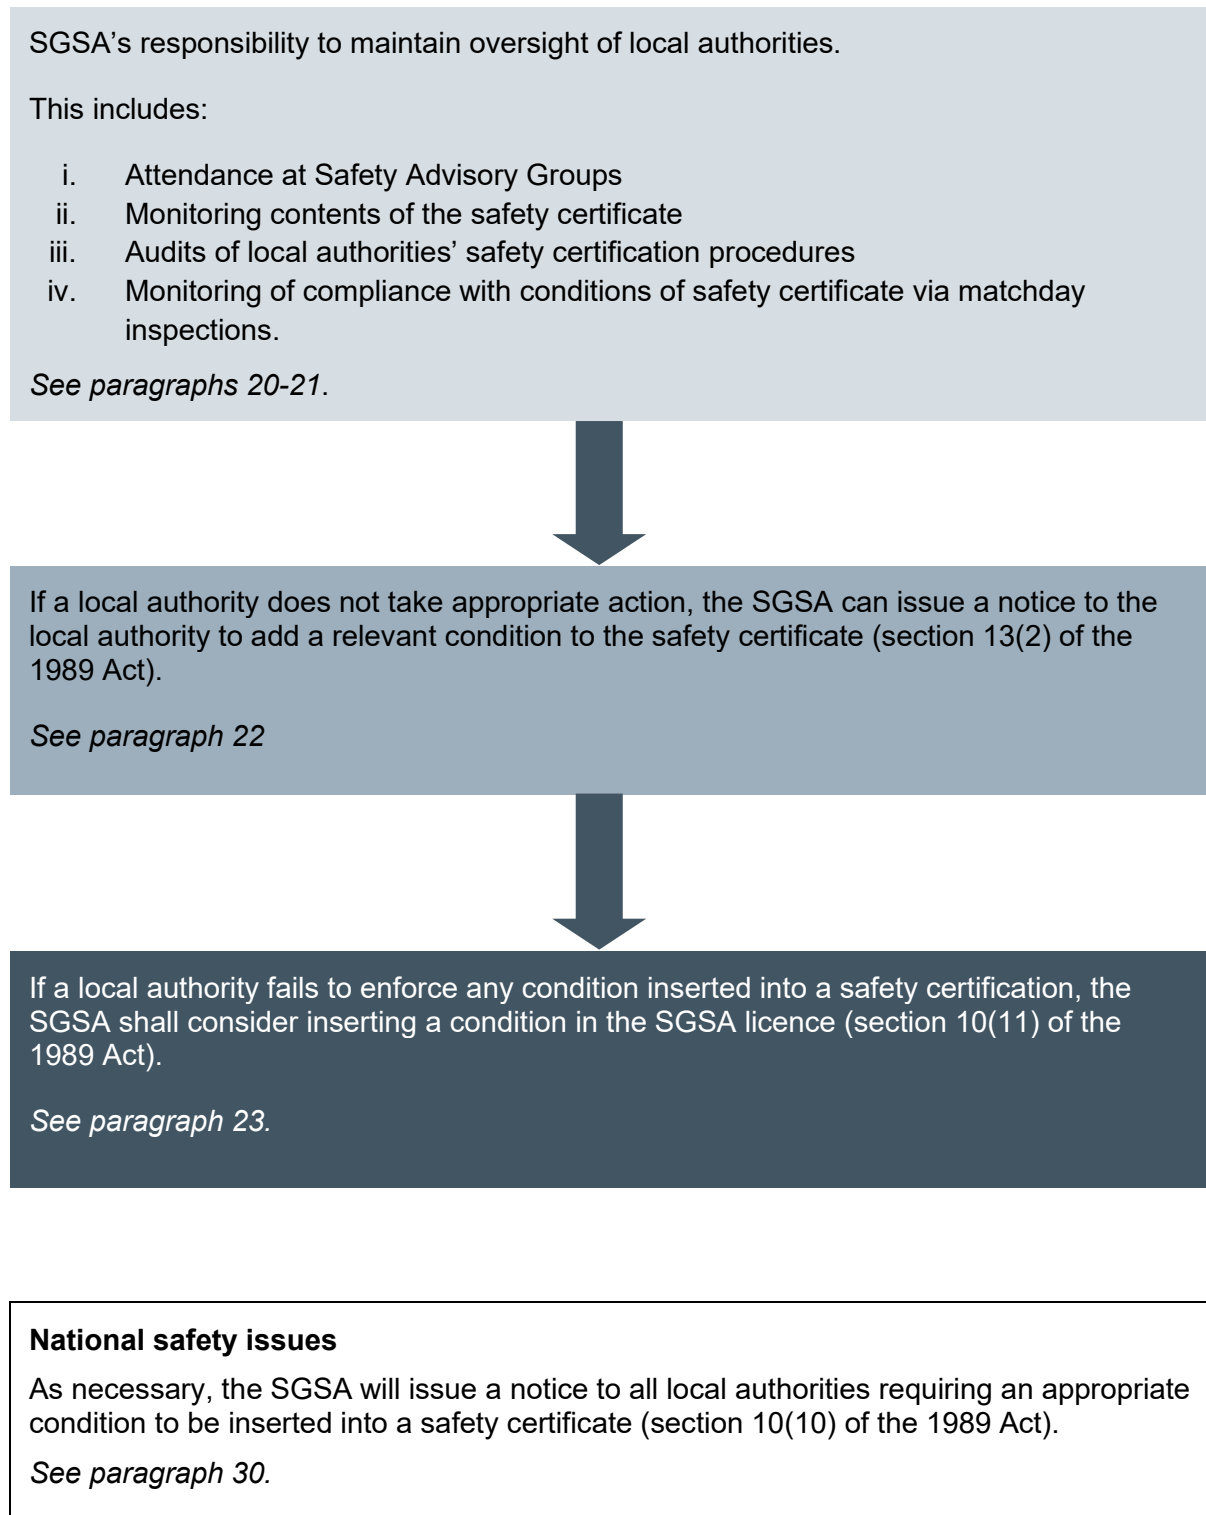 SGSA’s responsibility to maintain oversight of local authorities.
This includes:
i. Attendance at Safety Advisory Groups
ii. Monitoring contents of the safety certificate
iii. Audits of local authorities’ safety certification procedures
iv. Monitoring of compliance with conditions of safety certificate via matchday
inspections.
See paragraphs 20-21.
If a local authority does not take appropriate action, the SGSA can issue a notice to the
local authority to add a relevant condition to the safety certificate (section 13(2) of the
1989 Act).
See paragraph 22
If a local authority fails to enforce any condition inserted into a safety certification, the
SGSA shall consider inserting a condition in the SGSA licence (section 10(11) of the
1989 Act).
See paragraph 23.
National safety issues
As necessary, the SGSA will issue a notice to all local authorities requiring an appropriate
condition to be inserted into a safety certificate (section 10(10) of the 1989 Act).
See paragraph 30.